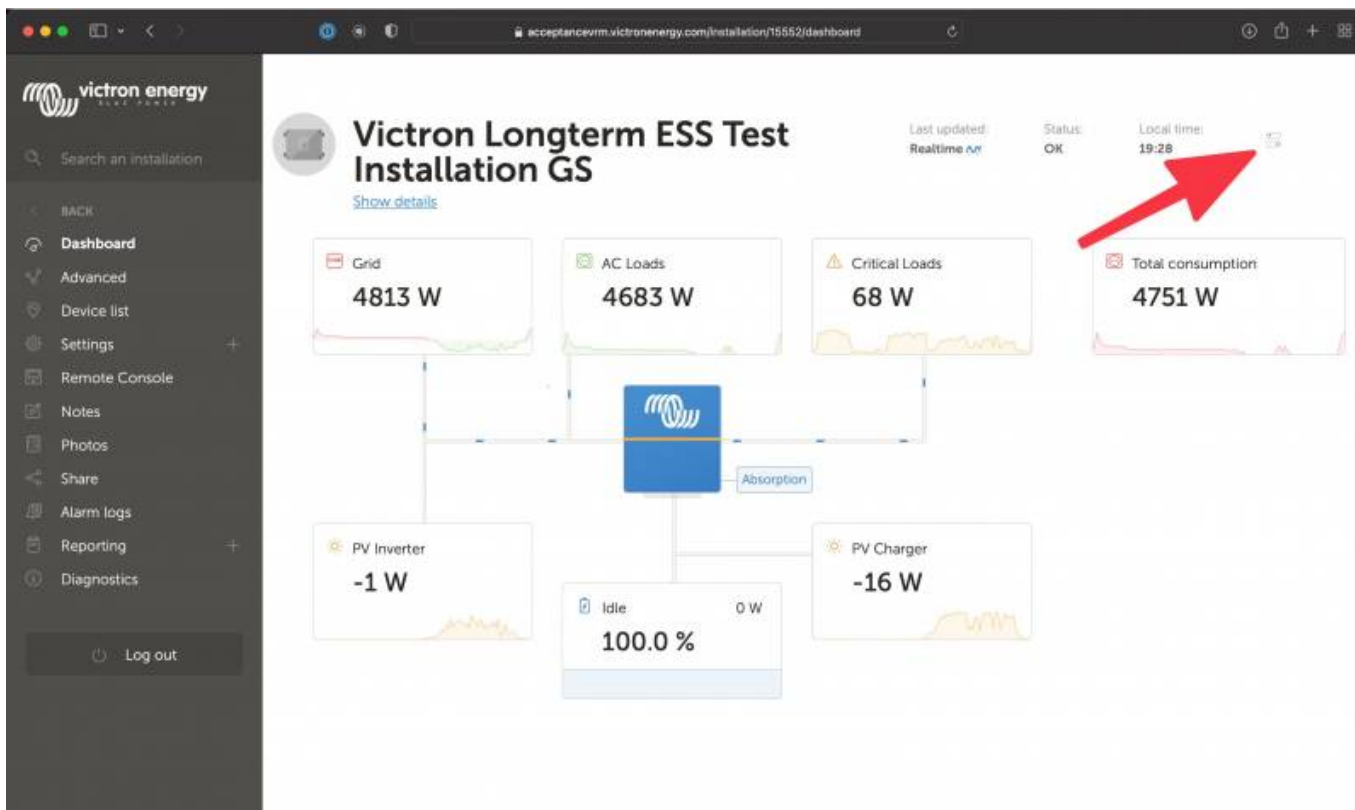 acceptancevrm.victronenergy.com/installation/15552/dashboard
victron energy
BLUE POWER
Search an installation
BACK
Dashboard
Advanced
Device list
Settings
Remote Console
Notes
Photos
Share
Alarm logs
Reporting
Diagnostics
Log out
Victron Longterm ESS Test
Installation GS
Show details
Last updated:
Realtime
Status:
OK
Local time:
19:28
Grid
4813 W
AC Loads
4683 W
Critical Loads
68 W
Total consumption
4751 W
Absorption
PV Inverter
-1 W
Idle
0 W
100.0 %
PV Charger
-16 W